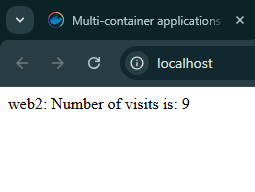 Multi-container applications
localhost
web2: Number of visits is: 9